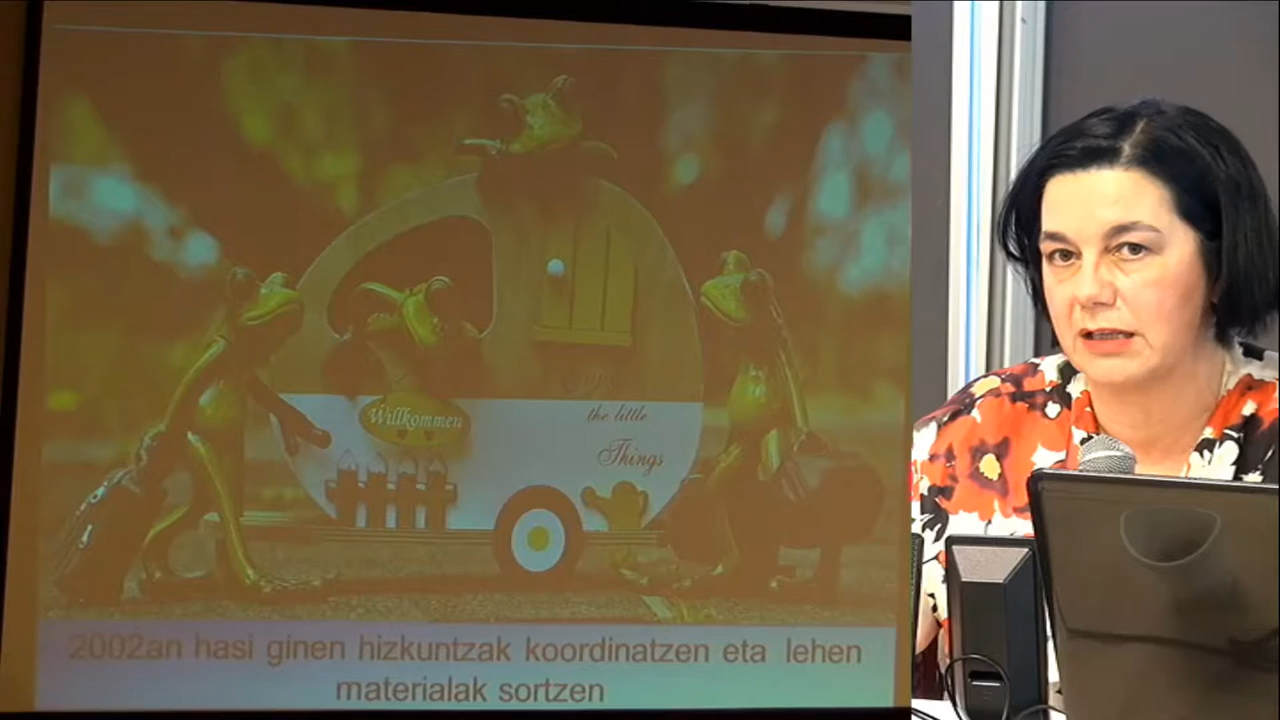 Willkommen
the little
Things
2002an hasi ginen hizkuntzak koordinatzen eta lehen
materialak sortzen